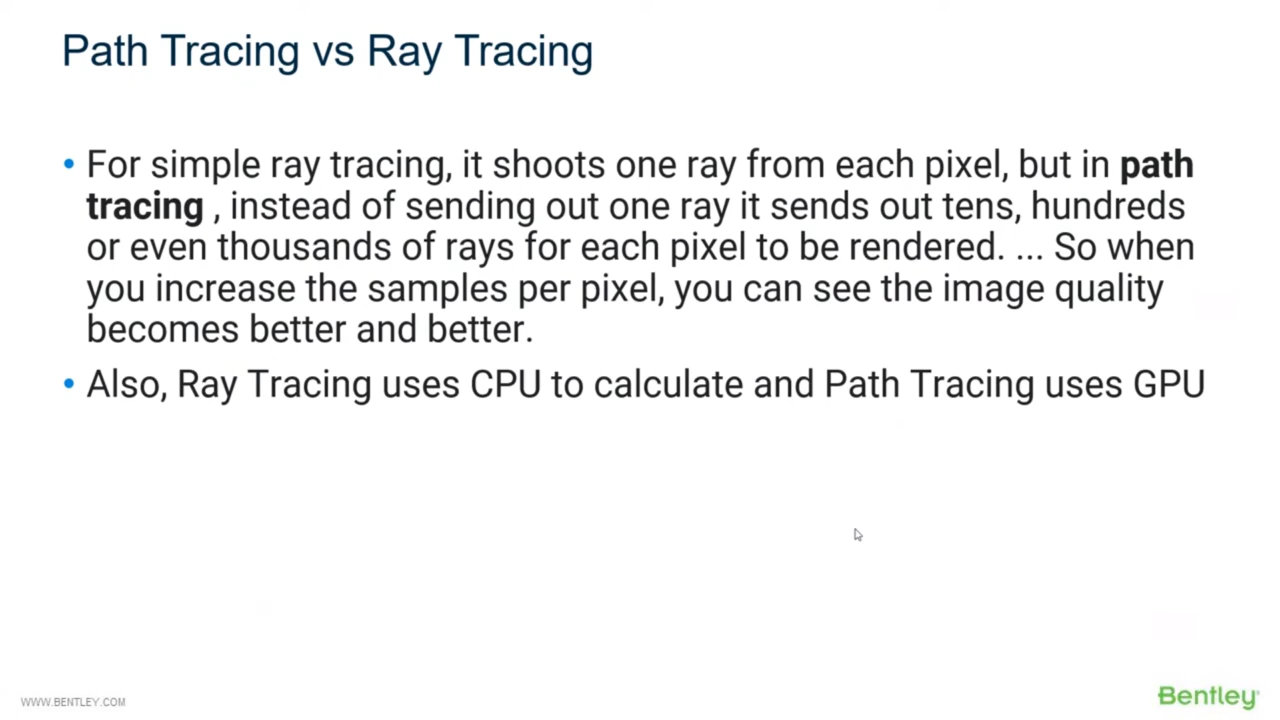 Path Tracing vs Ray Tracing
• For simple ray tracing, it shoots one ray from each pixel, but in path
tracing , instead of sending out one ray it sends out tens, hundreds
or even thousands of rays for each pixel to be rendered. ... So when
you increase the samples per pixel, you can see the image quality
becomes better and better.
• Also, Ray Tracing uses CPU to calculate and Path Tracing uses GPU
WWW.BENTLEY.COM
Bentley